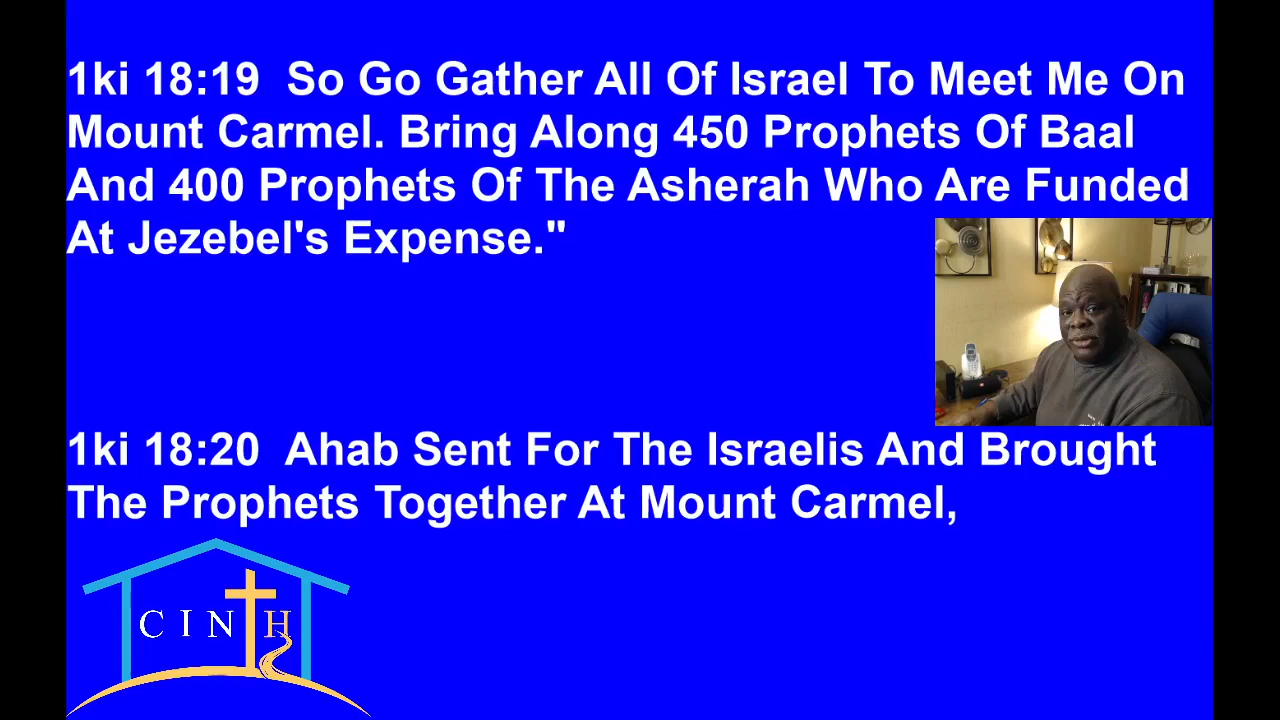 1ki 18:19  So Go Gather All Of Israel To Meet Me On
Mount Carmel. Bring Along 450 Prophets Of Baal
And 400 Prophets Of The Asherah Who Are Funded
At Jezebel's Expense."
1ki 18:20  Ahab Sent For The Israelis And Brought
The Prophets Together At Mount Carmel,
CINTH